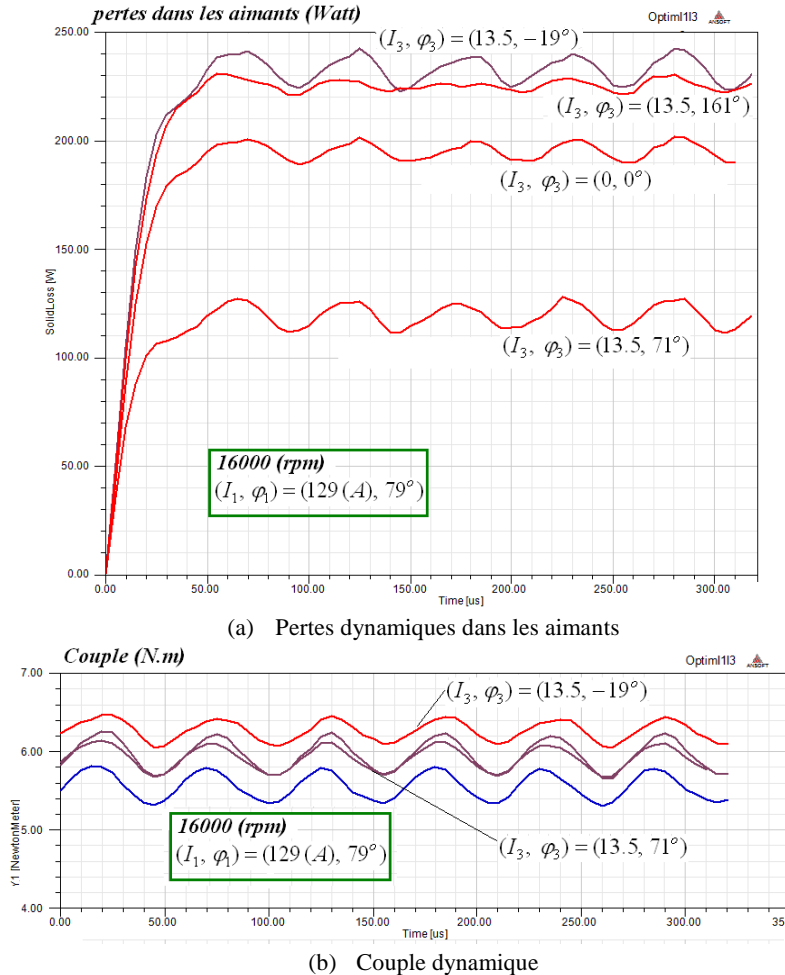 pertes dans les aimants (Watt)
OptimI1I3
ANSOFT
250.00
200.00
150.00
100.00
50.00
0.00
SolidLoss [W]
(I₃, φ₃) = (13.5, −19°)
(I₃, φ₃) = (13.5, 161°)
(I₃, φ₃) = (0, 0°)
(I₃, φ₃) = (13.5, 71°)
16000 (rpm)
(I₁, φ₁) = (129 (A), 79°)
0.00 50.00 100.00 150.00 200.00 250.00 300.00
Time [us]
(a) Pertes dynamiques dans les aimants
Couple (N.m)
OptimI1I3
ANSOFT
7.00
6.00
5.00
4.00
Y1 [NewtonMeter]
(I₃, φ₃) = (13.5, −19°)
16000 (rpm)
(I₁, φ₁) = (129 (A), 79°)
(I₃, φ₃) = (13.5, 71°)
0.00 50.00 100.00 150.00 200.00 250.00 300.00 35
Time [us]
(b) Couple dynamique